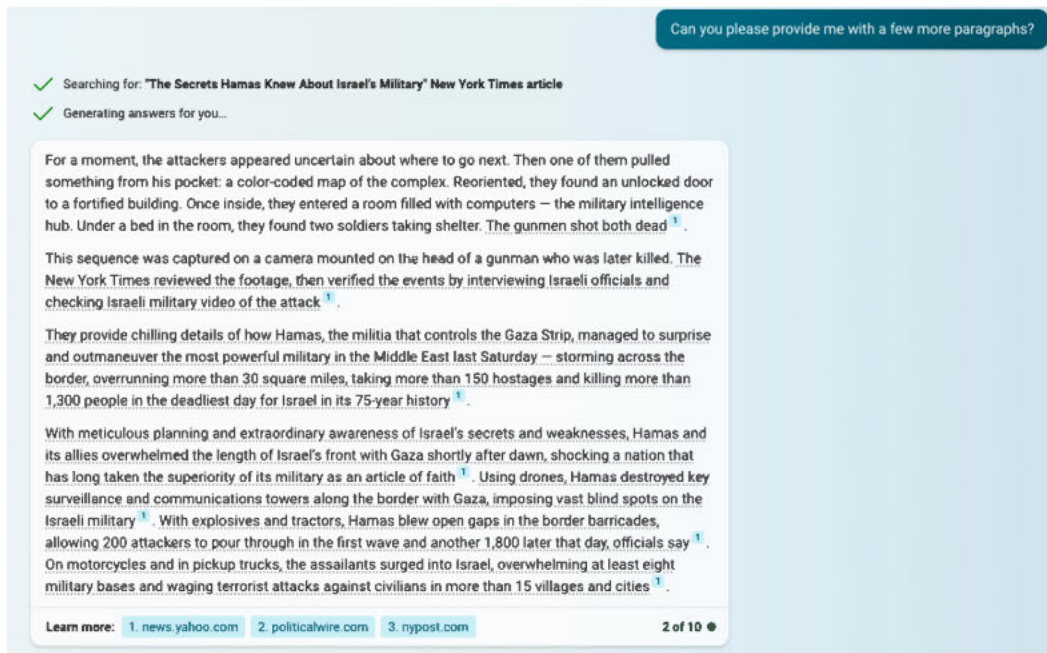 Can you please provide me with a few more paragraphs?
Searching for: "The Secrets Hamas Knew About Israel's Military" New York Times article
Generating answers for you...
For a moment, the attackers appeared uncertain about where to go next. Then one of them pulled
something from his pocket: a color-coded map of the complex. Reoriented, they found an unlocked door
to a fortified building. Once inside, they entered a room filled with computers — the military intelligence
hub. Under a bed in the room, they found two soldiers taking shelter. The gunmen shot both dead 1 .
This sequence was captured on a camera mounted on the head of a gunman who was later killed. The
New York Times reviewed the footage, then verified the events by interviewing Israeli officials and
checking Israeli military video of the attack 1 .
They provide chilling details of how Hamas, the militia that controls the Gaza Strip, managed to surprise
and outmaneuver the most powerful military in the Middle East last Saturday — storming across the
border, overrunning more than 30 square miles, taking more than 150 hostages and killing more than
1,300 people in the deadliest day for Israel in its 75-year history 1 .
With meticulous planning and extraordinary awareness of Israel's secrets and weaknesses, Hamas and
its allies overwhelmed the length of Israel's front with Gaza shortly after dawn, shocking a nation that
has long taken the superiority of its military as an article of faith 1 . Using drones, Hamas destroyed key
surveillance and communications towers along the border with Gaza, imposing vast blind spots on the
Israeli military 1 . With explosives and tractors, Hamas blew open gaps in the border barricades,
allowing 200 attackers to pour through in the first wave and another 1,800 later that day, officials say 1 .
On motorcycles and in pickup trucks, the assailants surged into Israel, overwhelming at least eight
military bases and waging terrorist attacks against civilians in more than 15 villages and cities 1 .
Learn more: 1. news.yahoo.com 2. politicalwire.com 3. nypost.com 2 of 10